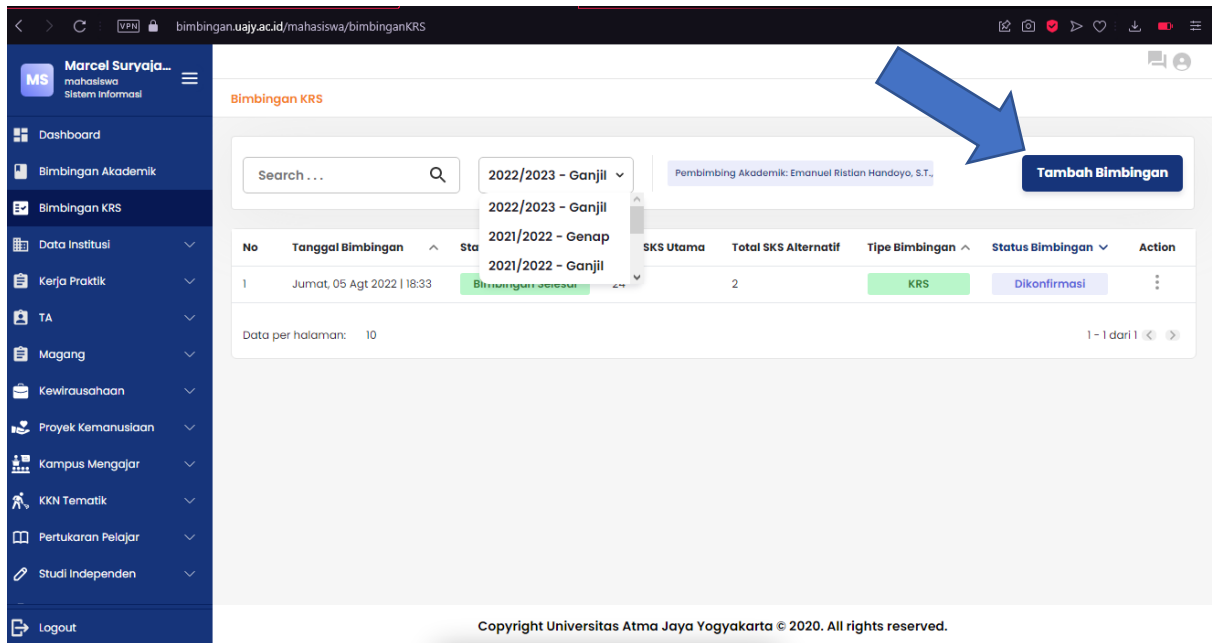 VPN bimbingan.uajy.ac.id/mahasiswa/bimbinganKRS
MS
Marcel Suryaja...
mahasiswa
Sistem Informasi
Bimbingan KRS
Dashboard
Bimbingan Akademik
Bimbingan KRS
Data Institusi
Kerja Praktik
TA
Magang
Kewirausahaan
Proyek Kemanusiaan
Kampus Mengajar
KKN Tematik
Pertukaran Pelajar
Studi Independen
Logout
Search . . .
2022/2023 - Ganjil
2022/2023 - Ganjil
2021/2022 - Genap
2021/2022 - Ganjil
Pembimbing Akademik: Emanuel Ristian Handoyo, S.T.,
Tambah Bimbingan
No Tanggal Bimbingan Sta SKS Utama Total SKS Alternatif Tipe Bimbingan Status Bimbingan Action
1 Jumat, 05 Agt 2022 | 18:33 Bimbingan Selesai 24 2 KRS Dikonfirmasi
Data per halaman: 10 1 - 1 dari 1
Copyright Universitas Atma Jaya Yogyakarta © 2020. All rights reserved.